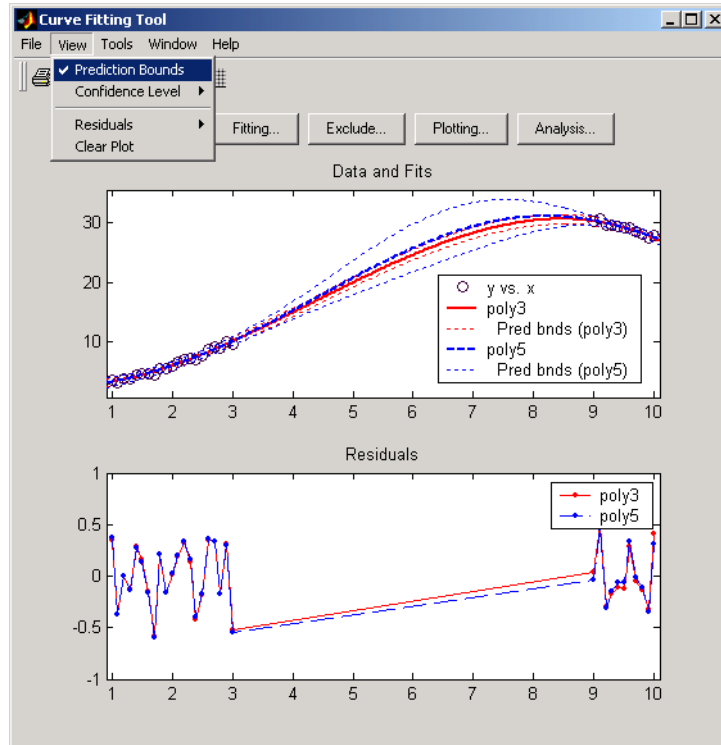 Curve Fitting Tool
File View Tools Window Help
Prediction Bounds
Confidence Level
Residuals
Clear Plot
Fitting... Exclude... Plotting... Analysis...
Data and Fits
30
20
10
1 2 3 4 5 6 7 8 9 10
y vs. x
poly3
Pred bnds (poly3)
poly5
Pred bnds (poly5)
Residuals
1
0.5
0
-0.5
-1
1 2 3 4 5 6 7 8 9 10
poly3
poly5